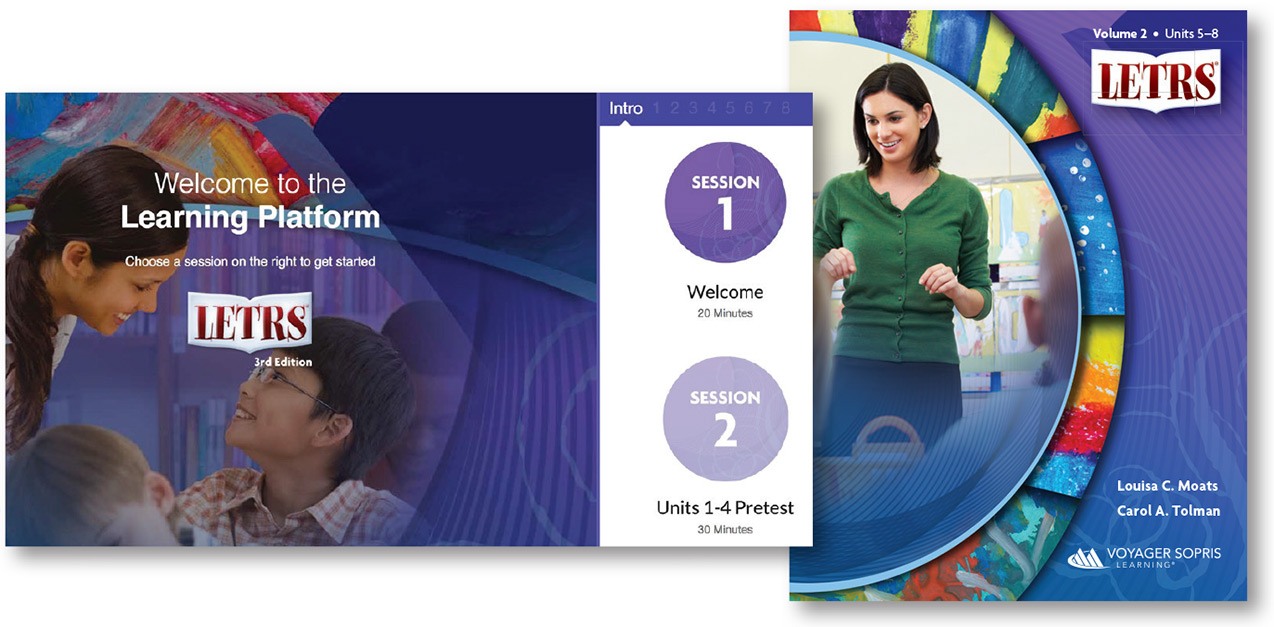 Welcome to the
Learning Platform
Choose a session on the right to get started
LETRS
3rd Edition
Intro 1 2 3 4 5 6 7 8
SESSION
1
Welcome
20 Minutes
SESSION
2
Units 1-4 Pretest
30 Minutes
Volume 2 • Units 5–8
LETRS®
Louisa C. Moats
Carol A. Tolman
VOYAGER SOPRIS
LEARNING®